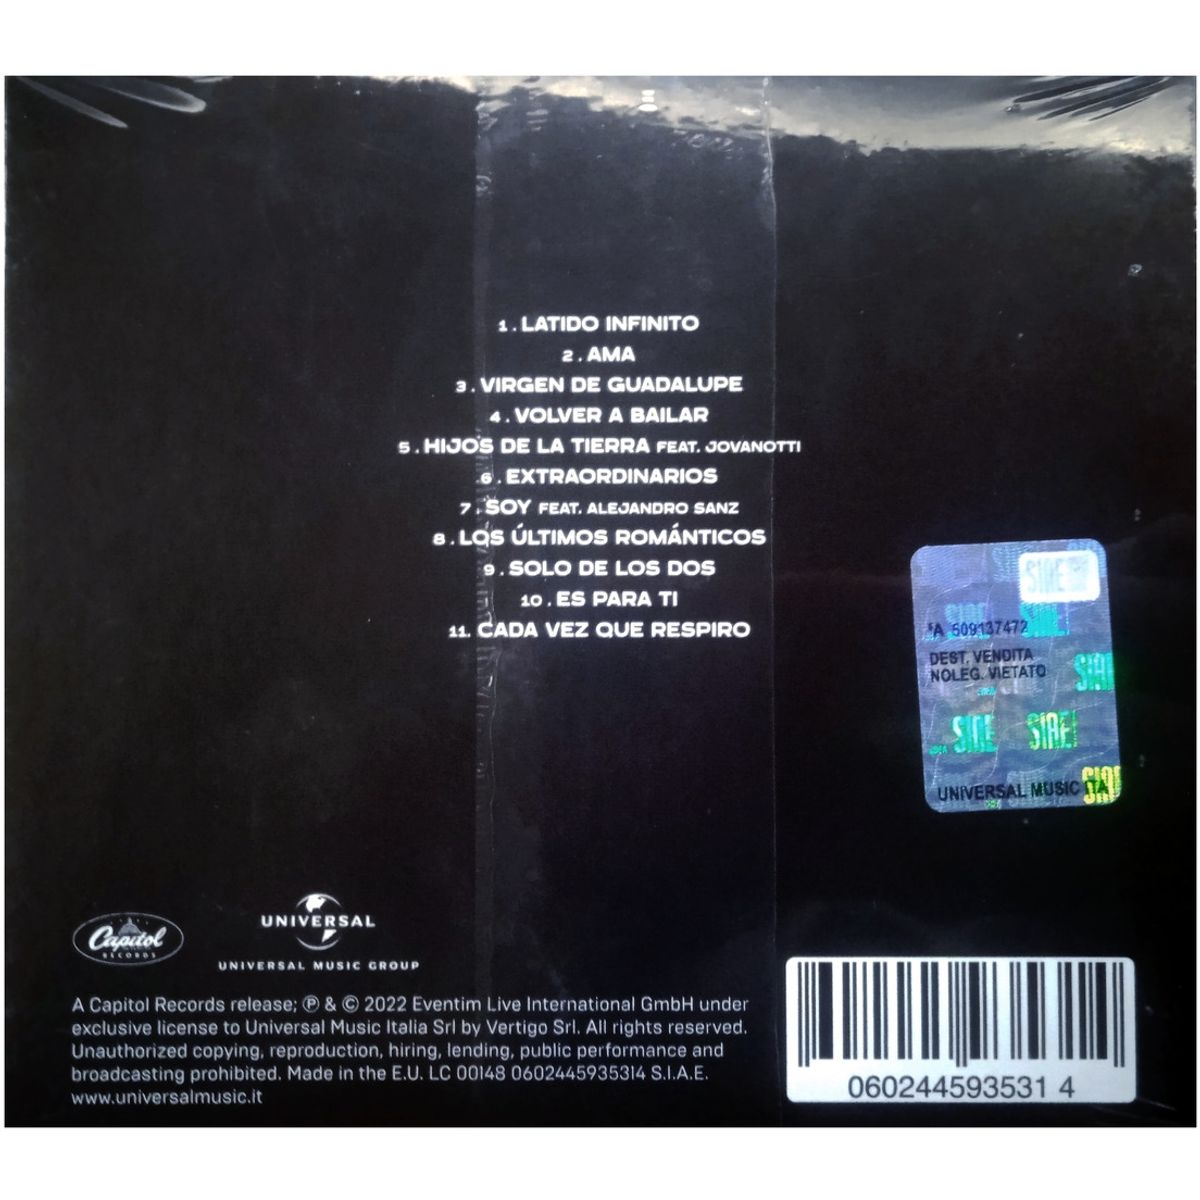 1. LATIDO INFINITO
2. AMA
3. VIRGEN DE GUADALUPE
4. VOLVER A BAILAR
5. HIJOS DE LA TIERRA FEAT. JOVANOTTI
6. EXTRAORDINARIOS
7. SOY FEAT. ALEJANDRO SANZ
8. LOS ÚLTIMOS ROMÁNTICOS
9. SOLO DE LOS DOS
10. ES PARA TI
11. CADA VEZ QUE RESPIRO
SIAE
A 509137472
DEST. VENDITA
NOLEG. VIETATO
SIAE SIAE
UNIVERSAL MUSIC ITA
Capitol
RECORDS
UNIVERSAL
UNIVERSAL MUSIC GROUP
A Capitol Records release; ℗ & © 2022 Eventim Live International GmbH under
exclusive license to Universal Music Italia Srl by Vertigo Srl. All rights reserved.
Unauthorized copying, reproduction, hiring, lending, public performance and
broadcasting prohibited. Made in the E.U. LC 00148 0602445935314 S.I.A.E.
www.universalmusic.it
060244593531 4